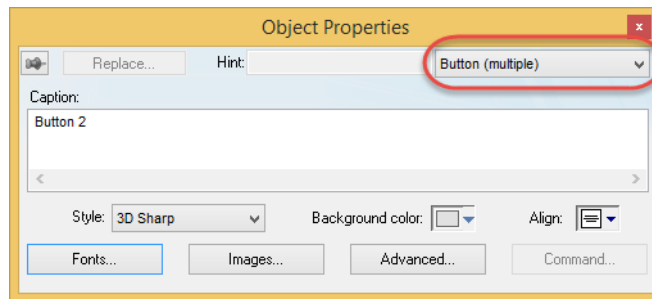 Object Properties
x
Replace... Hint: Button (multiple)
Caption:
Button 2
Style: 3D Sharp Background color: Align:
Fonts... Images... Advanced... Command...